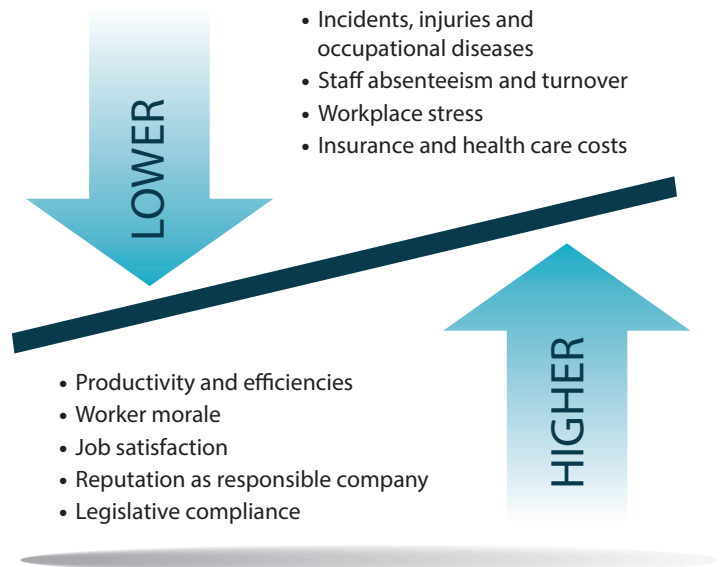 LOWER
• Incidents, injuries and
occupational diseases
• Staff absenteeism and turnover
• Workplace stress
• Insurance and health care costs
• Productivity and efficiencies
• Worker morale
• Job satisfaction
• Reputation as responsible company
• Legislative compliance
HIGHER